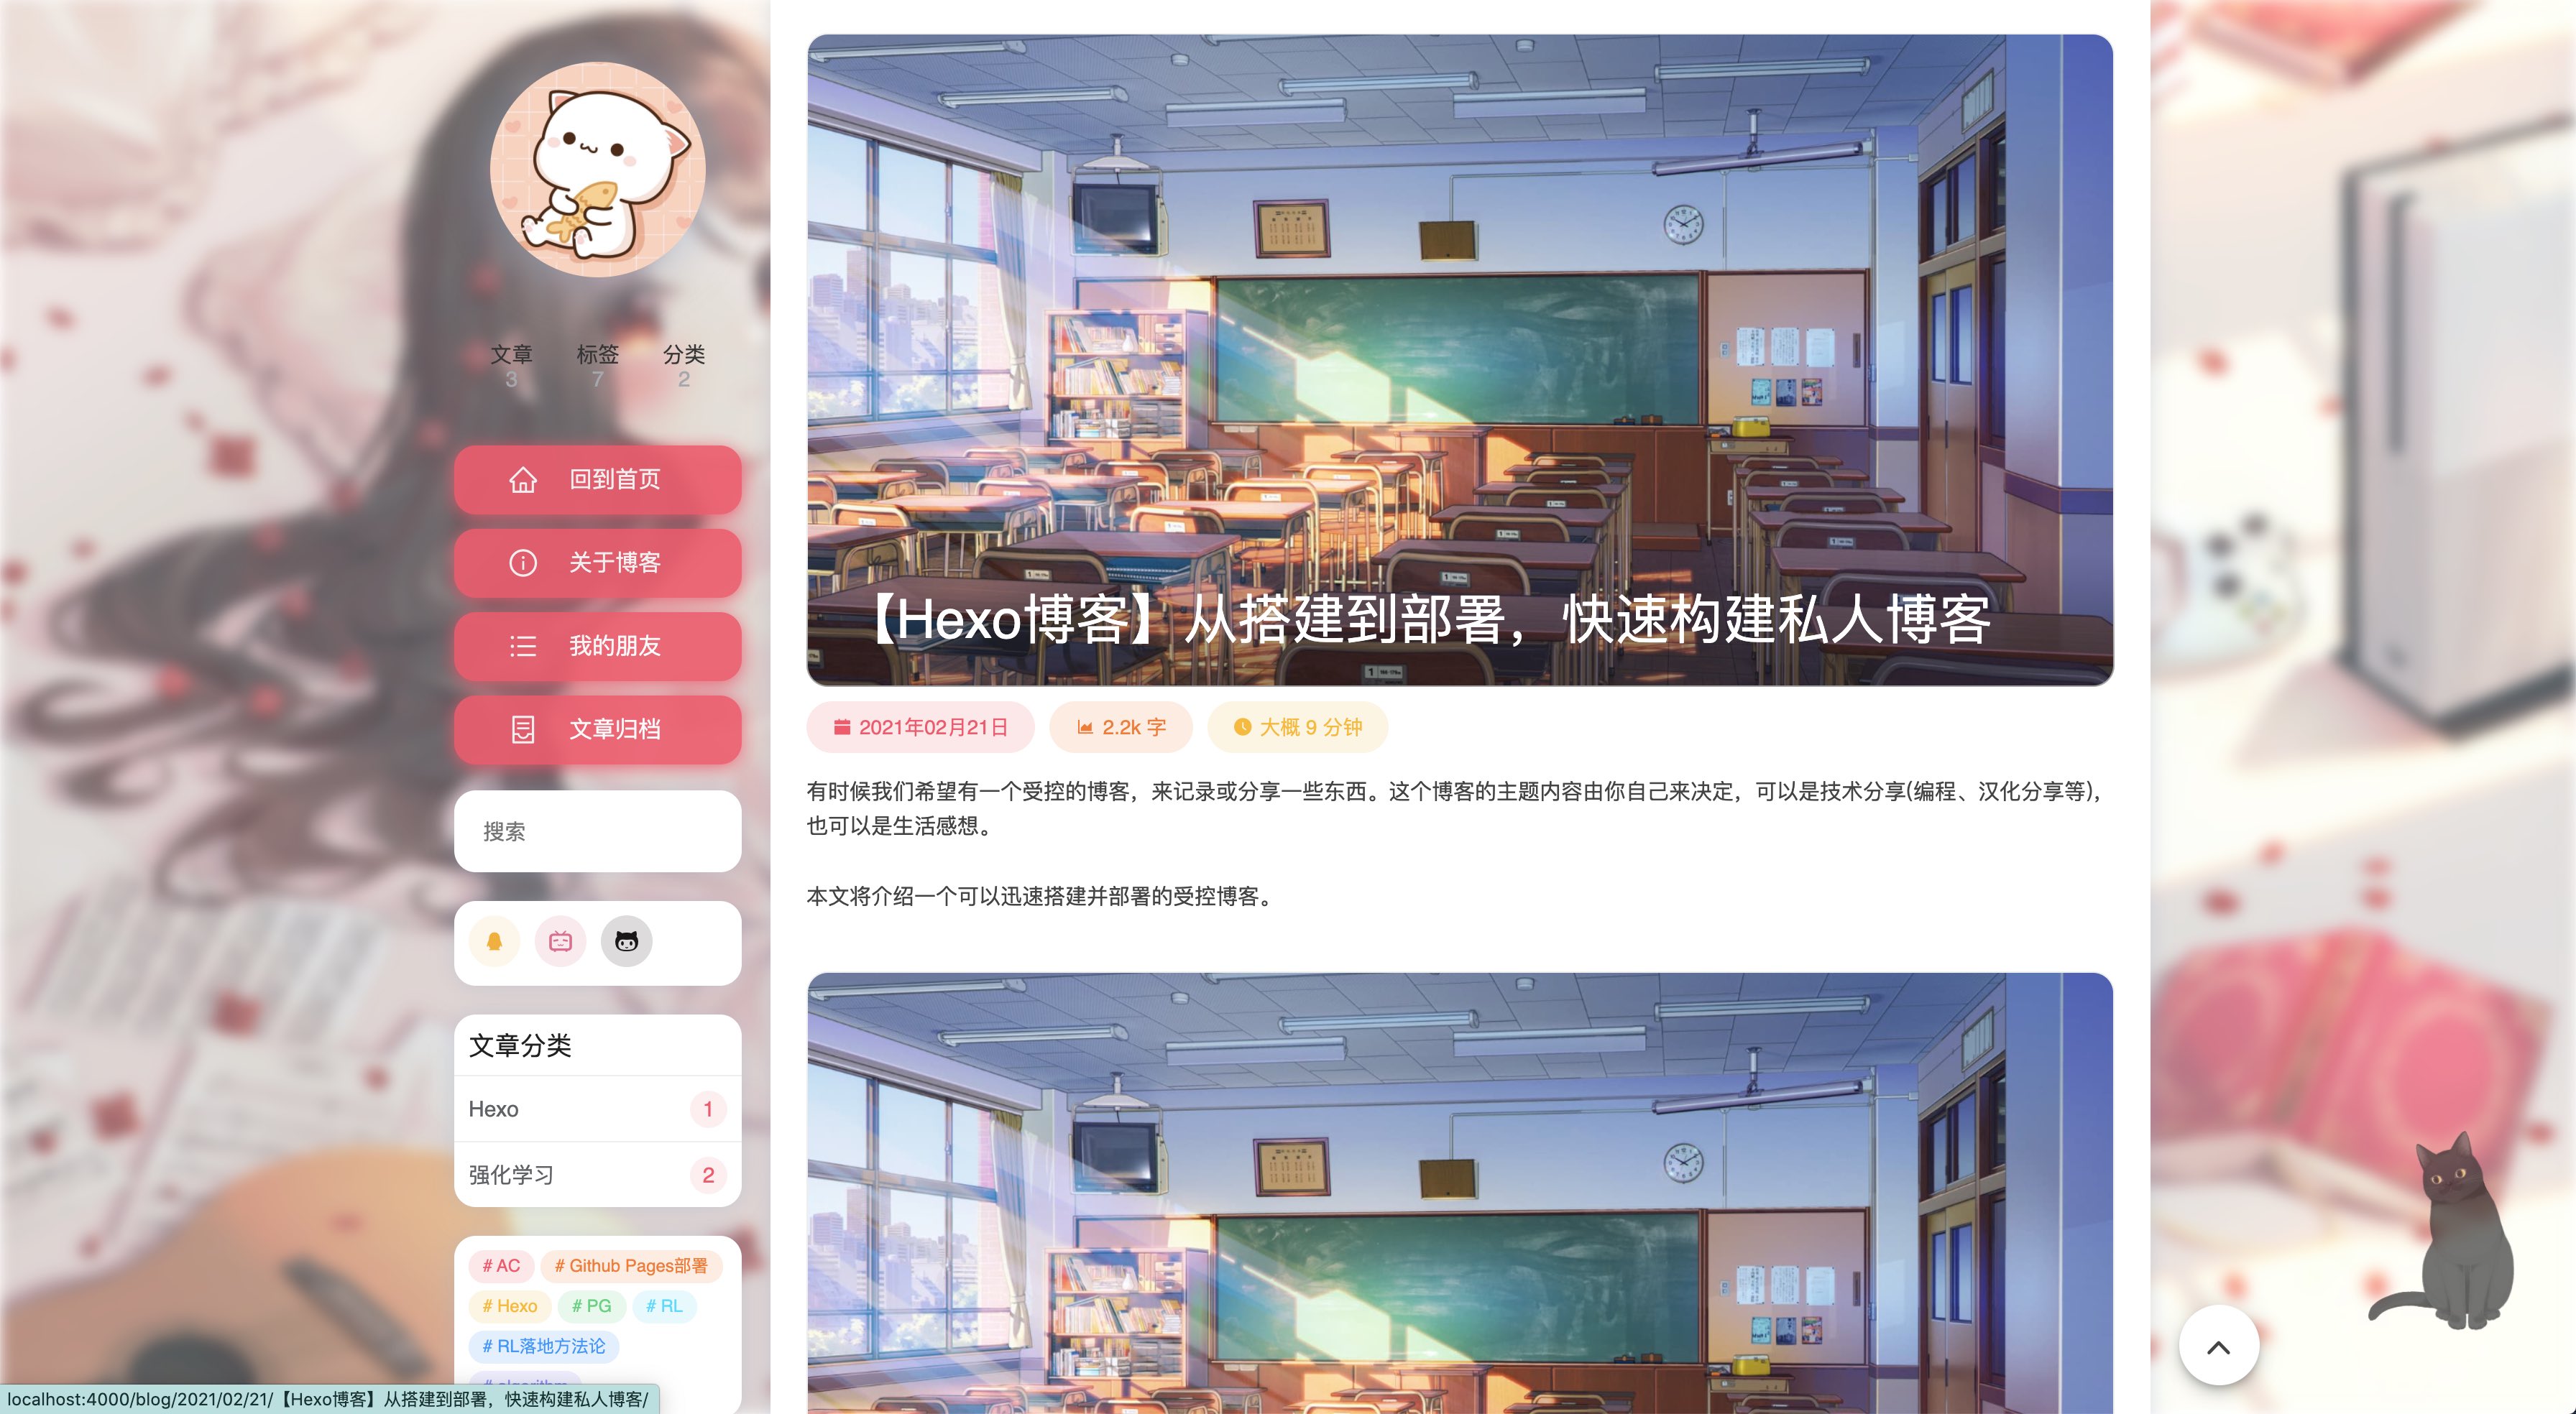 文章
标签
分类
3
7
2
回到首页
关于博客
我的朋友
文章归档
搜索
文章分类
Hexo
1
强化学习
2
# AC
# Github Pages部署
# Hexo
# PG
# RL
# RL落地方法论
# algorithm
localhost:4000/blog/2021/02/21/【Hexo博客】从搭建到部署，快速构建私人博客/
【Hexo博客】从搭建到部署，快速构建私人博客
2021年02月21日
2.2k 字
大概 9 分钟
有时候我们希望有一个受控的博客，来记录或分享一些东西。这个博客的主题内容由你自己来决定，可以是技术分享(编程、汉化分享等)，
也可以是生活感想。
本文将介绍一个可以迅速搭建并部署的受控博客。